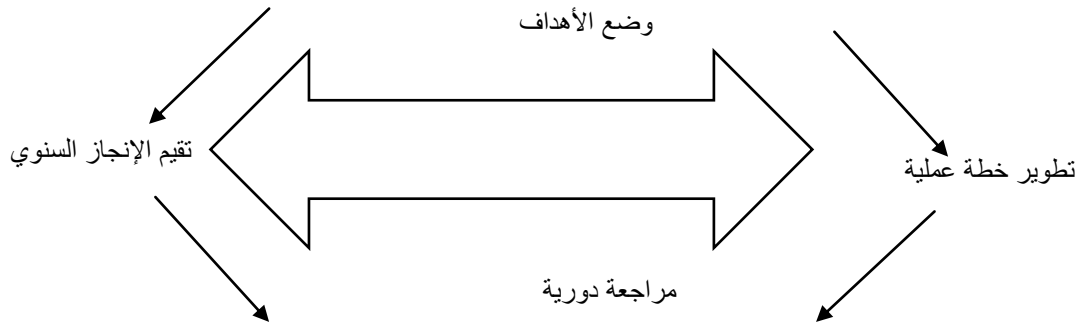 وضع الأهداف
تقيم الإنجاز السنوي
تطوير خطة عملية
مراجعة دورية